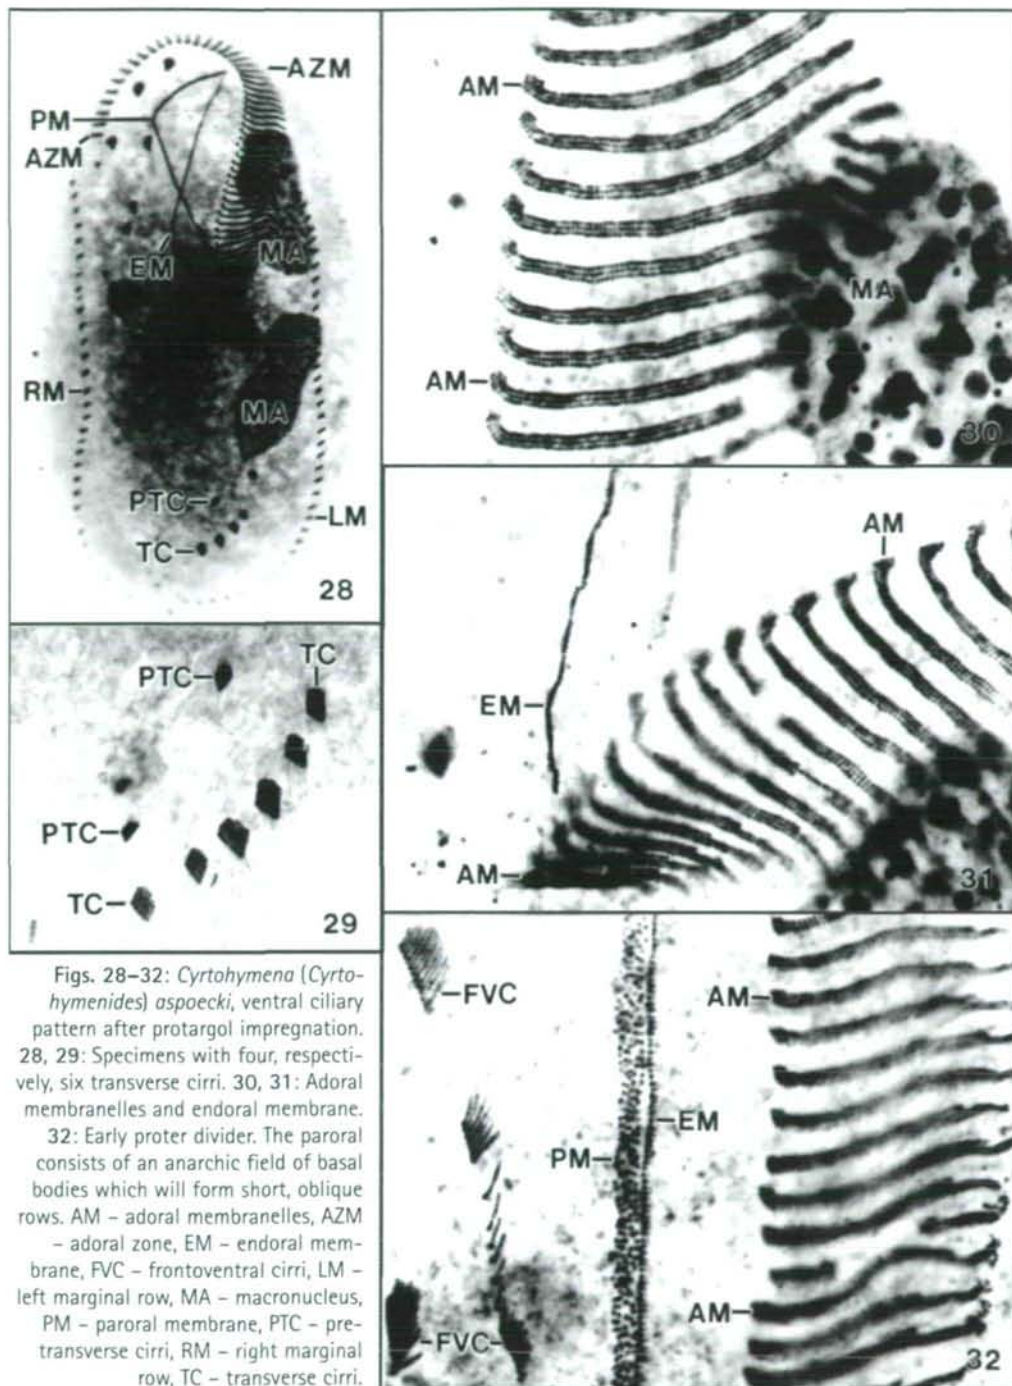 AZM
PM
AZM
EM
MA
RM
MA
PTC
LM
TC
28
TC
PTC
PTC
TC
29
AM
MA
AM
30
AM
EM
AM
31
FVC
AM
EM
PM
AM
FVC
32
Figs. 28–32: Cyrtohymena (Cyrto-
hymenides) aspoecki, ventral ciliary
pattern after protargol impregnation.
28, 29: Specimens with four, respecti-
vely, six transverse cirri. 30, 31: Adoral
membranelles and endoral membrane.
32: Early proter divider. The paroral
consists of an anarchic field of basal
bodies which will form short, oblique
rows. AM – adoral membranelles, AZM
– adoral zone, EM – endoral mem-
brane, FVC – frontoventral cirri, LM –
left marginal row, MA – macronucleus,
PM – paroral membrane, PTC – pre-
transverse cirri, RM – right marginal
row, TC – transverse cirri.